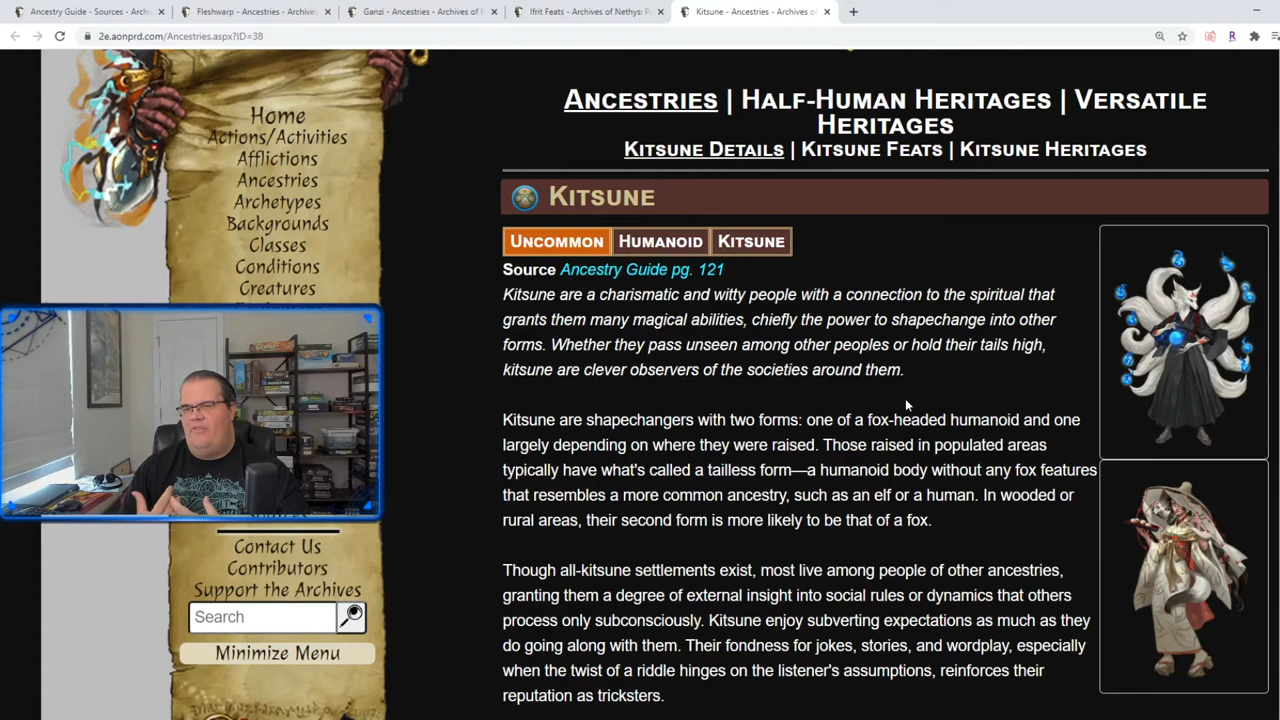 Ancestry Guide - Sources - Arch
Fleshwarp - Ancestries - Archives
Ganzi - Ancestries - Archives of N
Ifrit Feats - Archives of Nethys: P
Kitsune - Ancestries - Archives of
2e.aonprd.com/Ancestries.aspx?ID=38
Home
Actions/Activities
Afflictions
Ancestries
Archetypes
Backgrounds
Classes
Conditions
Creatures
Contact Us
Contributors
Support the Archives
Search
Minimize Menu
Ancestries | Half-Human Heritages | Versatile
Heritages
Kitsune Details | Kitsune Feats | Kitsune Heritages
Kitsune
Uncommon Humanoid Kitsune
Source Ancestry Guide pg. 121
Kitsune are a charismatic and witty people with a connection to the spiritual that
grants them many magical abilities, chiefly the power to shapechange into other
forms. Whether they pass unseen among other peoples or hold their tails high,
kitsune are clever observers of the societies around them.
Kitsune are shapechangers with two forms: one of a fox-headed humanoid and one
largely depending on where they were raised. Those raised in populated areas
typically have what's called a tailless form—a humanoid body without any fox features
that resembles a more common ancestry, such as an elf or a human. In wooded or
rural areas, their second form is more likely to be that of a fox.
Though all-kitsune settlements exist, most live among people of other ancestries,
granting them a degree of external insight into social rules or dynamics that others
process only subconsciously. Kitsune enjoy subverting expectations as much as they
do going along with them. Their fondness for jokes, stories, and wordplay, especially
when the twist of a riddle hinges on the listener's assumptions, reinforces their
reputation as tricksters.